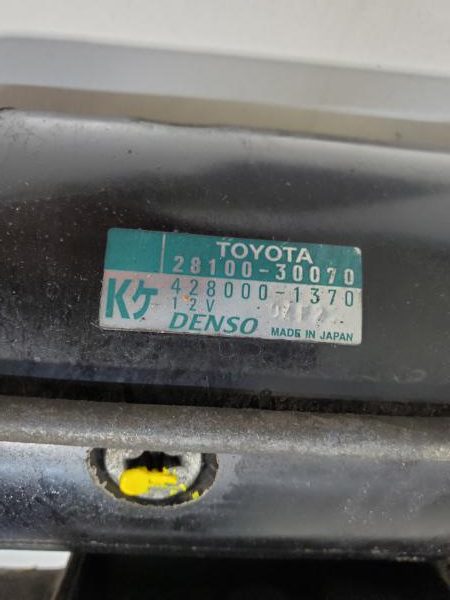 TOYOTA
28100-30070
Kケ 428000-1370
12V
DENSO MADE IN JAPAN